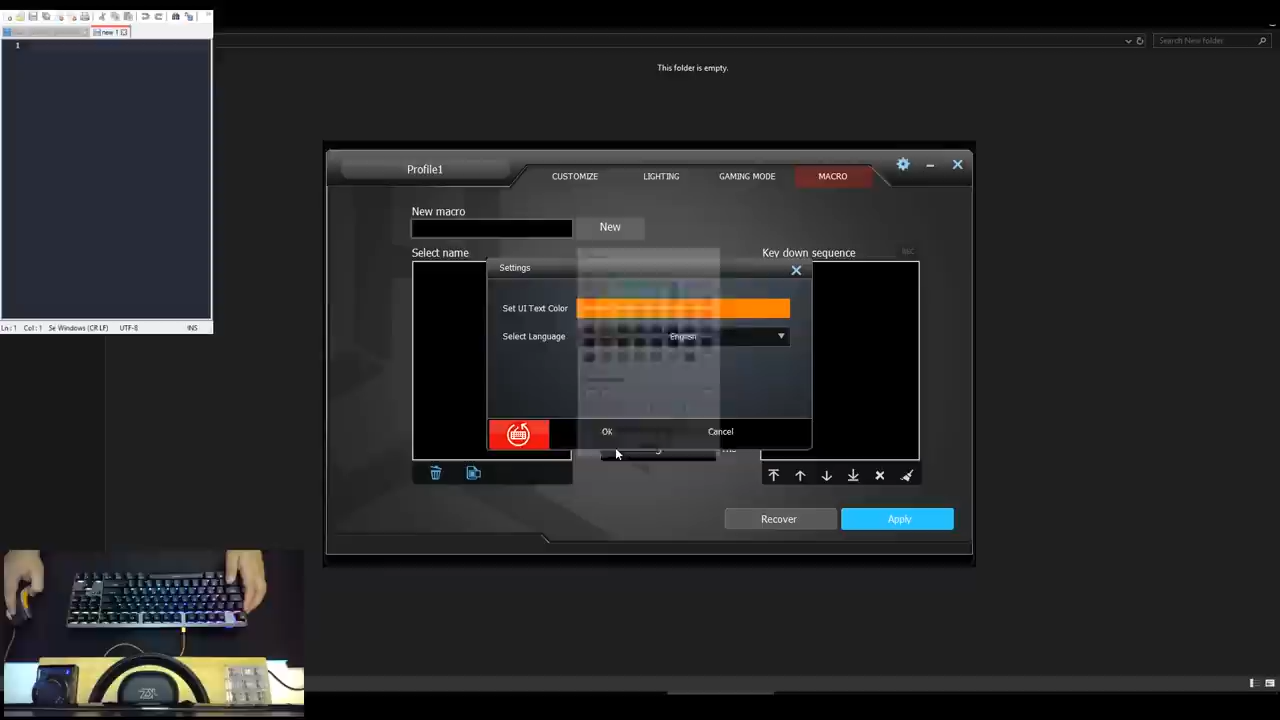 new 1
1
Ln : 1 Col : 1 Se Windows (CR LF) UTF-8 INS
Search New folder
This folder is empty.
Profile1
CUSTOMIZE
LIGHTING
GAMING MODE
MACRO
New macro
New
Select name
Key down sequence
REC
Settings
Set UI Text Color
Select Language
English
OK
Cancel
Recover
Apply